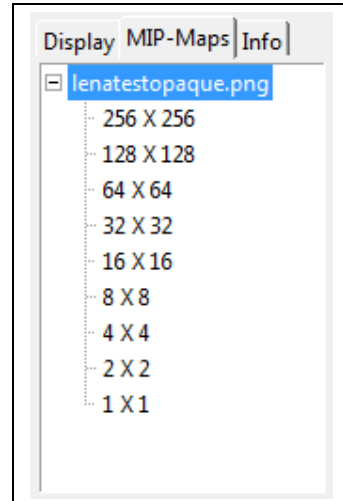 Display MIP-Maps Info
lenatestopaque.png
256 X 256
128 X 128
64 X 64
32 X 32
16 X 16
8 X 8
4 X 4
2 X 2
1 X 1